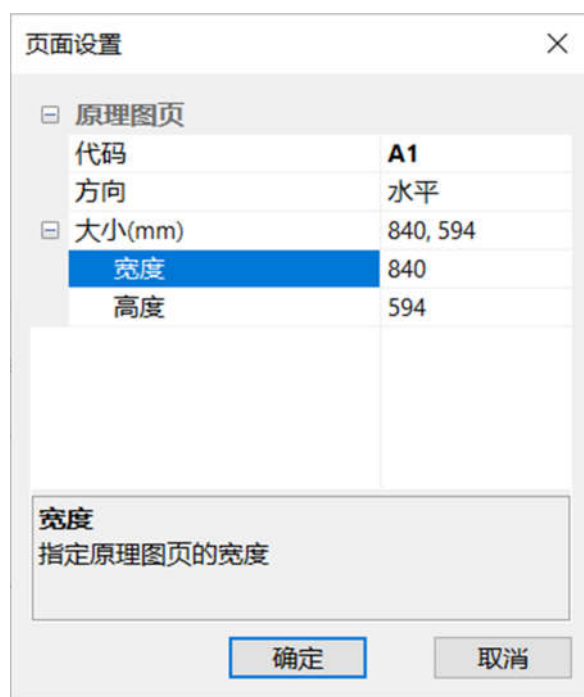 页面设置
原理图页
代码 A1
方向 水平
大小(mm) 840, 594
宽度 840
高度 594
宽度
指定原理图页的宽度
确定 取消